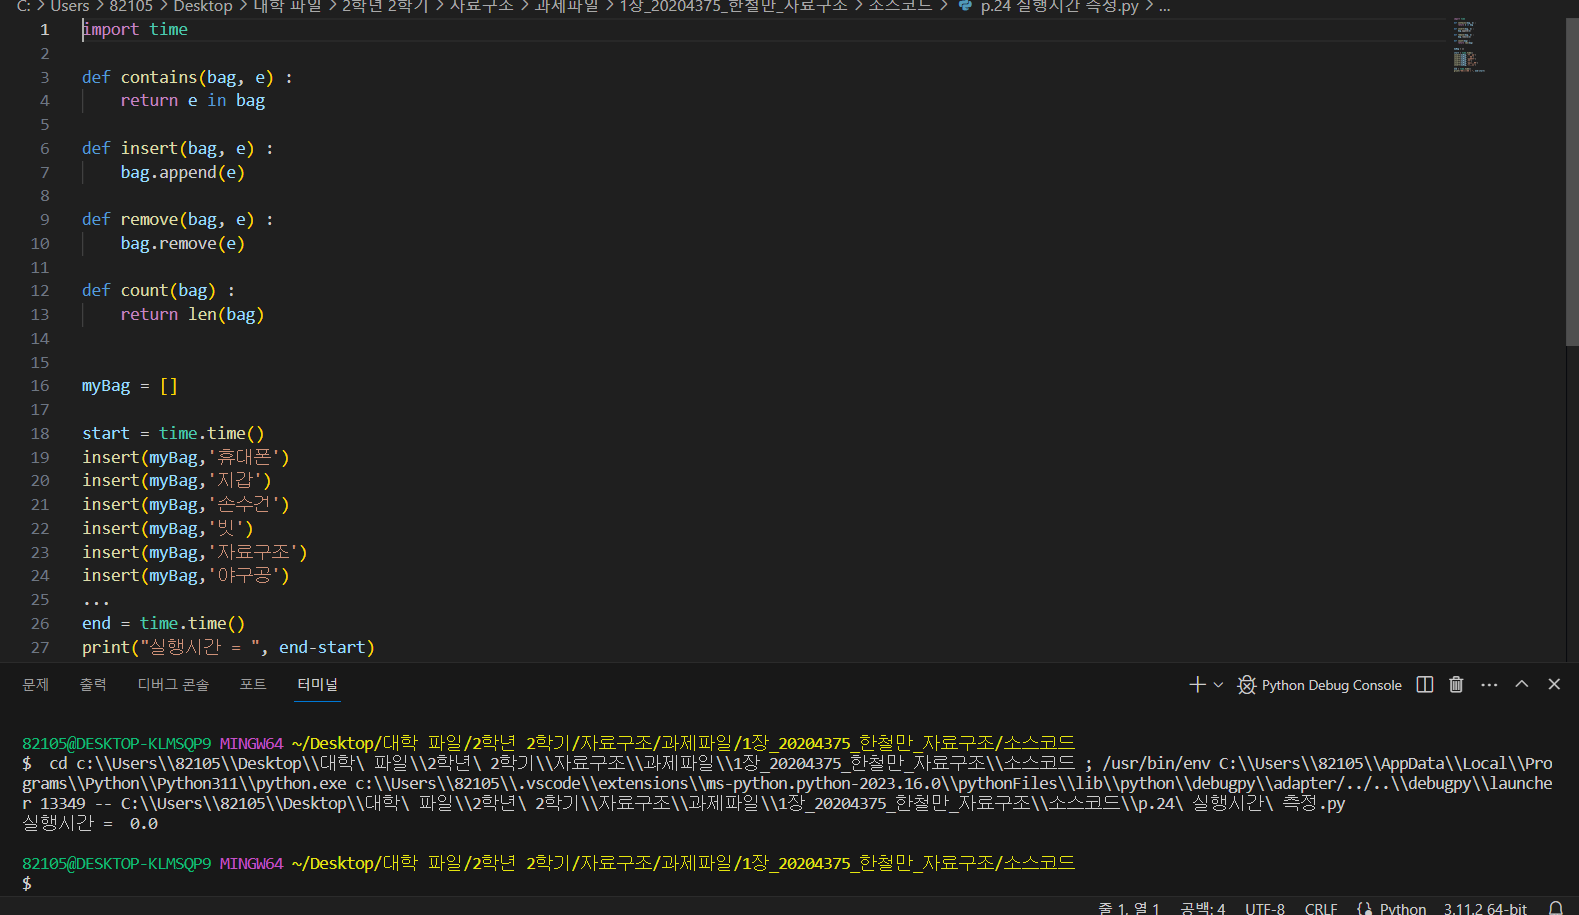 C: > Users > 82105 > Desktop > 대학 파일 > 2학년 2학기 > 자료구조 > 과제파일 > 1장_20204375_한철만_자료구조 > 소스코드 > p.24 실행시간 측정.py > ...
1 import time
2
3 def contains(bag, e) :
4 return e in bag
5
6 def insert(bag, e) :
7 bag.append(e)
8
9 def remove(bag, e) :
10 bag.remove(e)
11
12 def count(bag) :
13 return len(bag)
14
15
16 myBag = []
17
18 start = time.time()
19 insert(myBag,'휴대폰')
20 insert(myBag,'지갑')
21 insert(myBag,'손수건')
22 insert(myBag,'빗')
23 insert(myBag,'자료구조')
24 insert(myBag,'야구공')
25 ...
26 end = time.time()
27 print("실행시간 = ", end-start)
문제 출력 디버그 콘솔 포트 터미널 Python Debug Console ...
82105@DESKTOP-KLMSQP9 MINGW64 ~/Desktop/대학 파일/2학년 2학기/자료구조/과제파일/1장_20204375_한철만_자료구조/소스코드
$ cd c:\\Users\\82105\\Desktop\\대학\ 파일\\2학년\ 2학기\\자료구조\\과제파일\\1장_20204375_한철만_자료구조\\소스코드 ; /usr/bin/env C:\\Users\\82105\\AppData\\Local\\Pro
grams\\Python\\Python311\\python.exe c:\\Users\\82105\\.vscode\\extensions\\ms-python.python-2023.16.0\\pythonFiles\\lib\\python\\debugpy\\adapter/../..\\debugpy\\launche
r 13349 -- C:\\Users\\82105\\Desktop\\대학\ 파일\\2학년\ 2학기\\자료구조\\과제파일\\1장_20204375_한철만_자료구조\\소스코드\\p.24\ 실행시간\ 측정.py
실행시간 =  0.0
82105@DESKTOP-KLMSQP9 MINGW64 ~/Desktop/대학 파일/2학년 2학기/자료구조/과제파일/1장_20204375_한철만_자료구조/소스코드
$
줄 1, 열 1 공백: 4 UTF-8 CRLF Python 3.11.2 64-bit